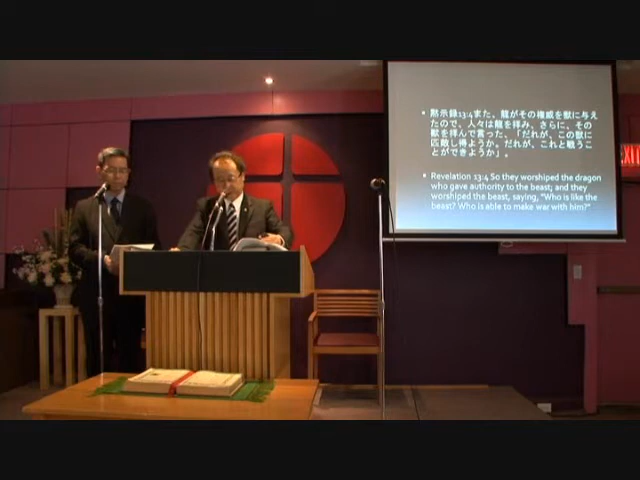 • 黙示録13:4また、龍がその権威を獣に与え
たので、人々は龍を拝み、さらに、その
獣を拝んで言った、「だれが、この獣に
匹敵し得ようか。だれが、これと戦うこ
とができようか」。
• Revelation 13:4 So they worshiped the dragon
who gave authority to the beast; and they
worshiped the beast, saying, “Who is like the
beast? Who is able to make war with him?”
EXIT